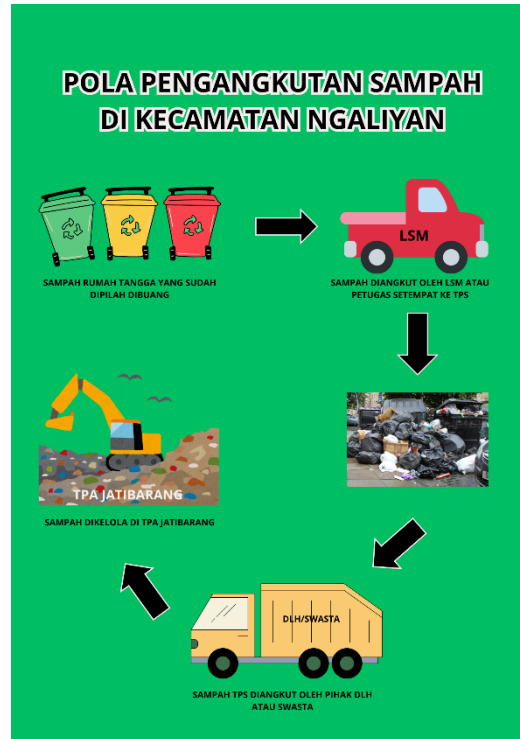 POLA PENGANGKUTAN SAMPAH
DI KECAMATAN NGALIYAN
LSM
SAMPAH RUMAH TANGGA YANG SUDAH
DIPILAH DIBUANG
SAMPAH DIANGKUT OLEH LSM ATAU
PETUGAS SETEMPAT KE TPS
TPA JATIBARANG
SAMPAH DIKELOLA DI TPA JATIBARANG
DLH/SWASTA
SAMPAH TPS DIANGKUT OLEH PIHAK DLH
ATAU SWASTA